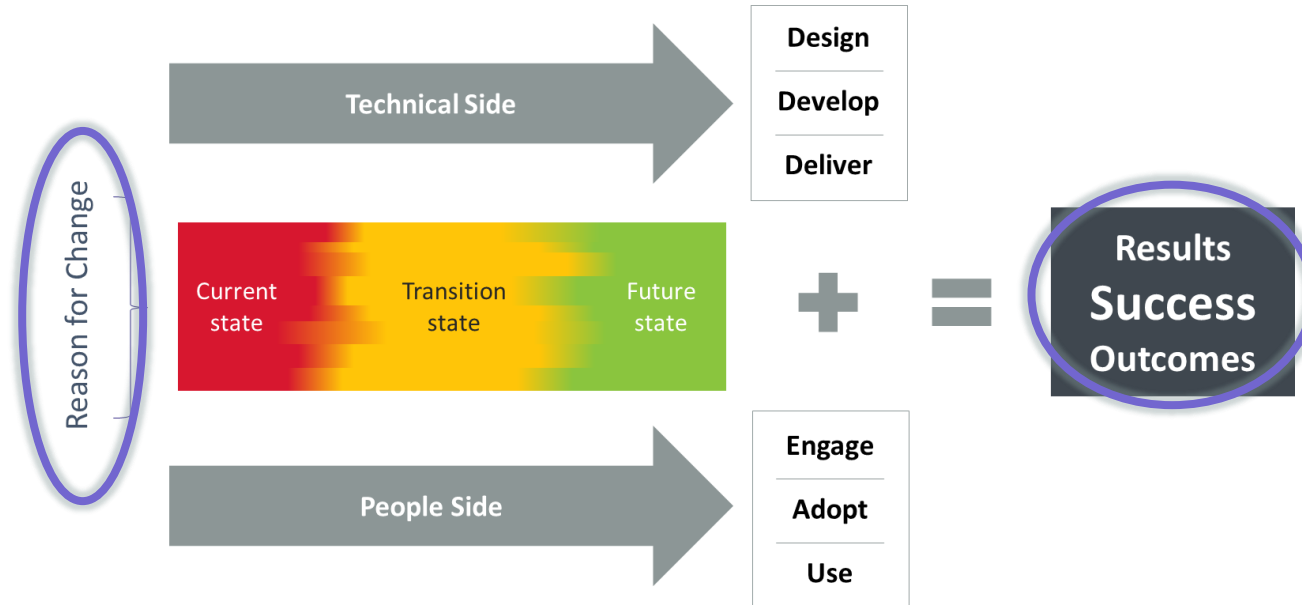 Reason for Change
Technical Side
Design
Develop
Deliver
Current
state
Transition
state
Future
state
Results
Success
Outcomes
People Side
Engage
Adopt
Use